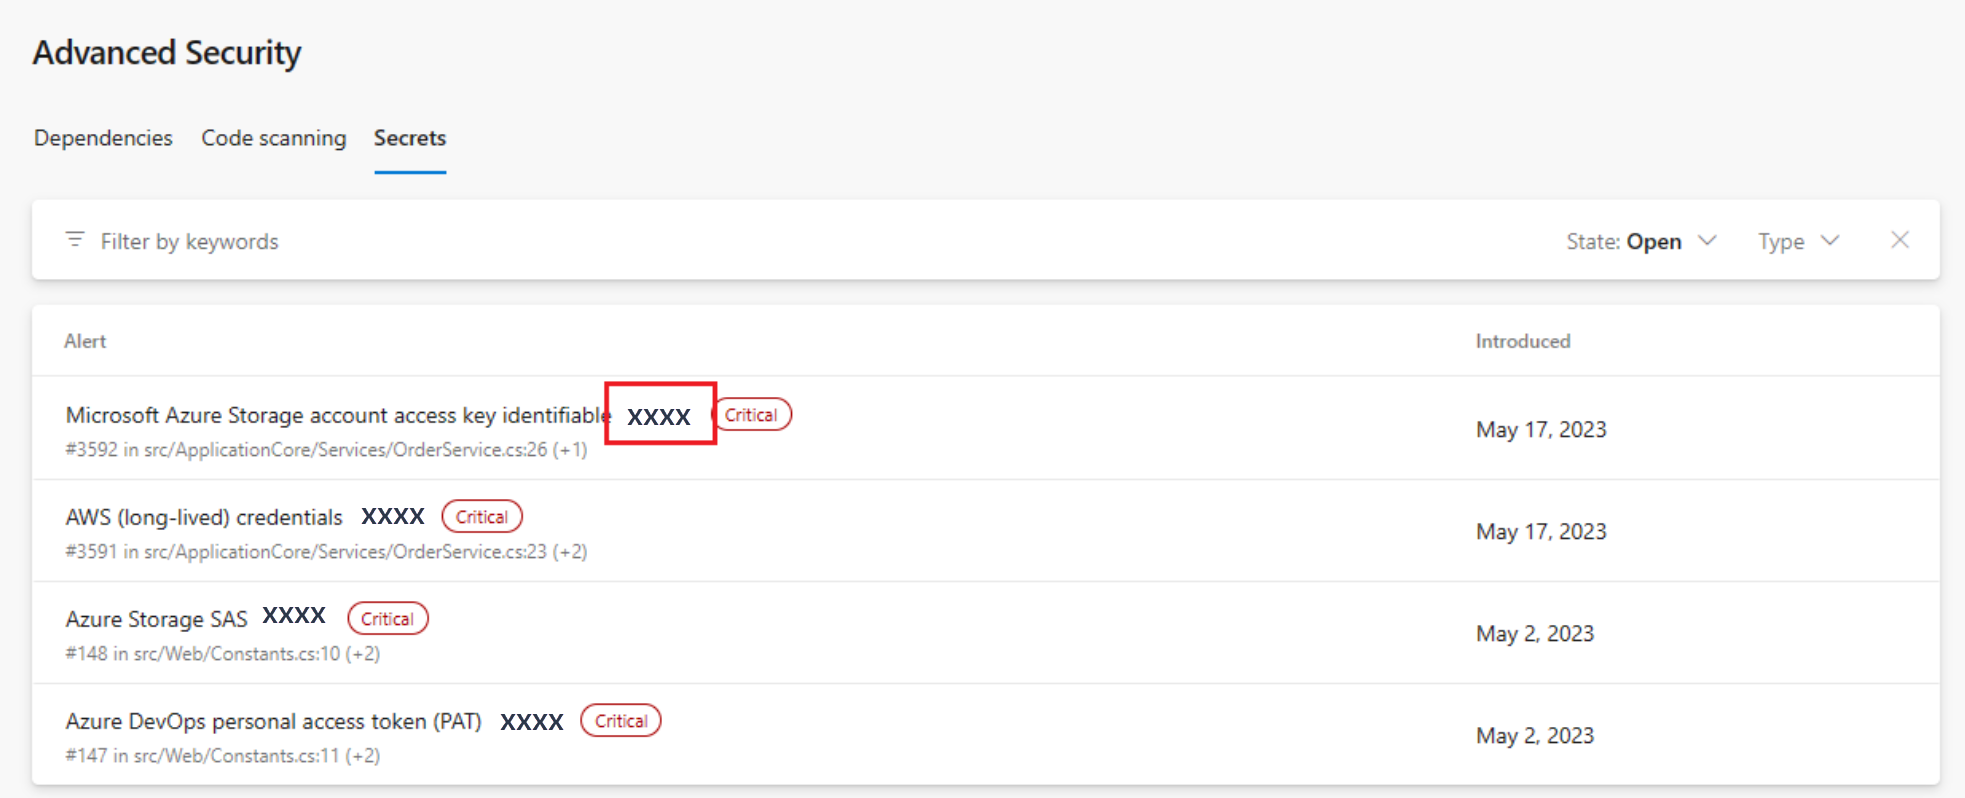 Advanced Security
Dependencies Code scanning Secrets
Filter by keywords State: Open Type
Alert Introduced
Microsoft Azure Storage account access key identifiable XXXX Critical
#3592 in src/ApplicationCore/Services/OrderService.cs:26 (+1)
May 17, 2023
AWS (long-lived) credentials XXXX Critical
#3591 in src/ApplicationCore/Services/OrderService.cs:23 (+2)
May 17, 2023
Azure Storage SAS XXXX Critical
#148 in src/Web/Constants.cs:10 (+2)
May 2, 2023
Azure DevOps personal access token (PAT) XXXX Critical
#147 in src/Web/Constants.cs:11 (+2)
May 2, 2023